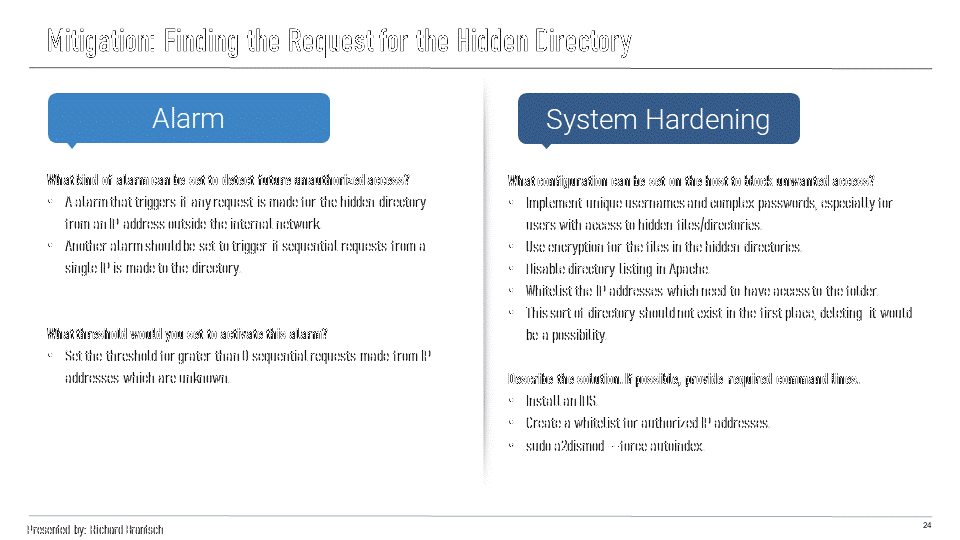 Mitigation: Finding the Request for the Hidden Directory
Alarm
What kind of alarm can be set to detect future unauthorized access?
• A alarm that triggers if any request is made for the hidden directory
from an IP address outside the internal network.
• Another alarm should be set to trigger if sequential requests from a
single IP is made to the directory.
What threshold would you set to activate this alarm?
• Set the threshold for grater than 0 sequential requests made from IP
addresses which are unknown.
System Hardening
What configuration can be set on the host to block unwanted access?
• Implement unique usernames and complex passwords, especially for
users with access to hidden files/directories.
• Use encryption for the files in the hidden directories.
• Disable directory listing in Apache.
• Whitelist the IP addresses which need to have access to the folder.
• This sort of directory should not exist in the first place, deleting it would
be a possibility.
Describe the solution. If possible, provide required command lines.
• Install an IDS.
• Create a whitelist for authorized IP addresses.
• sudo a2dismod --force autoindex.
Presented by: Richard
24